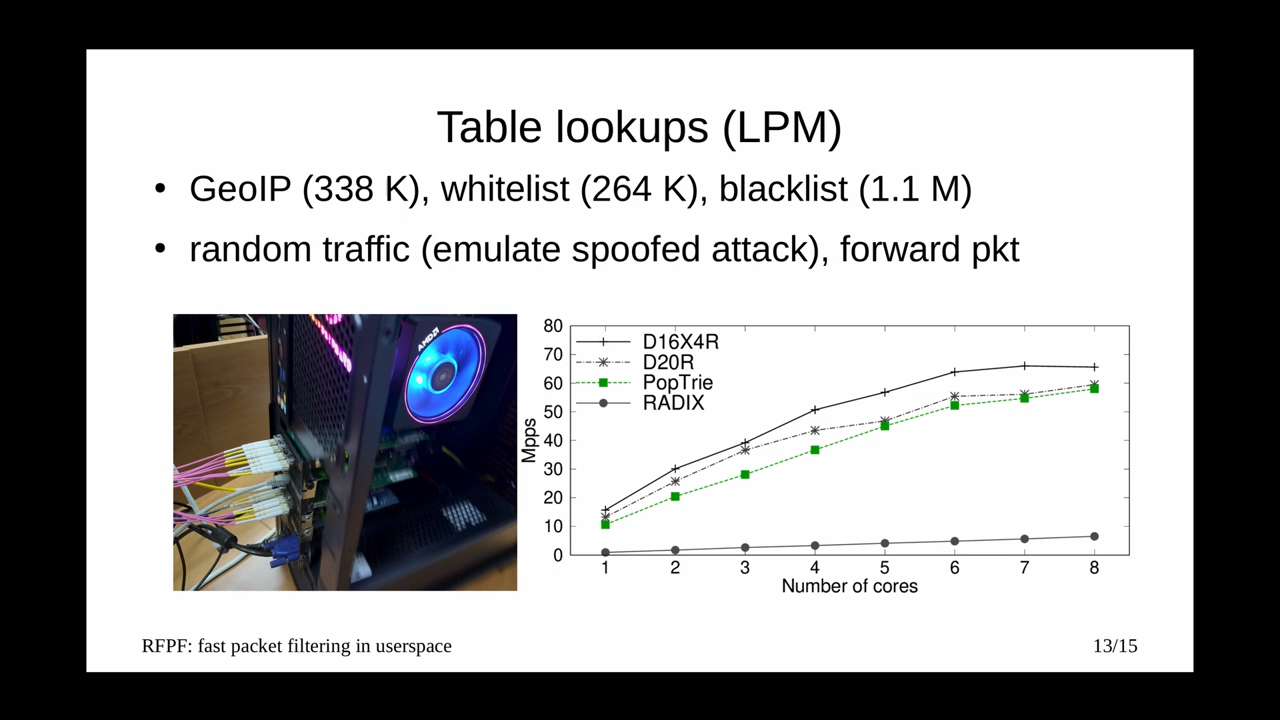 Table lookups (LPM)
• GeoIP (338 K), whitelist (264 K), blacklist (1.1 M)
• random traffic (emulate spoofed attack), forward pkt
AMD
80
70
60
50
40
30
20
10
0
Mpps
D16X4R
D20R
PopTrie
RADIX
1 2 3 4 5 6 7 8
Number of cores
RFPF: fast packet filtering in userspace
13/15